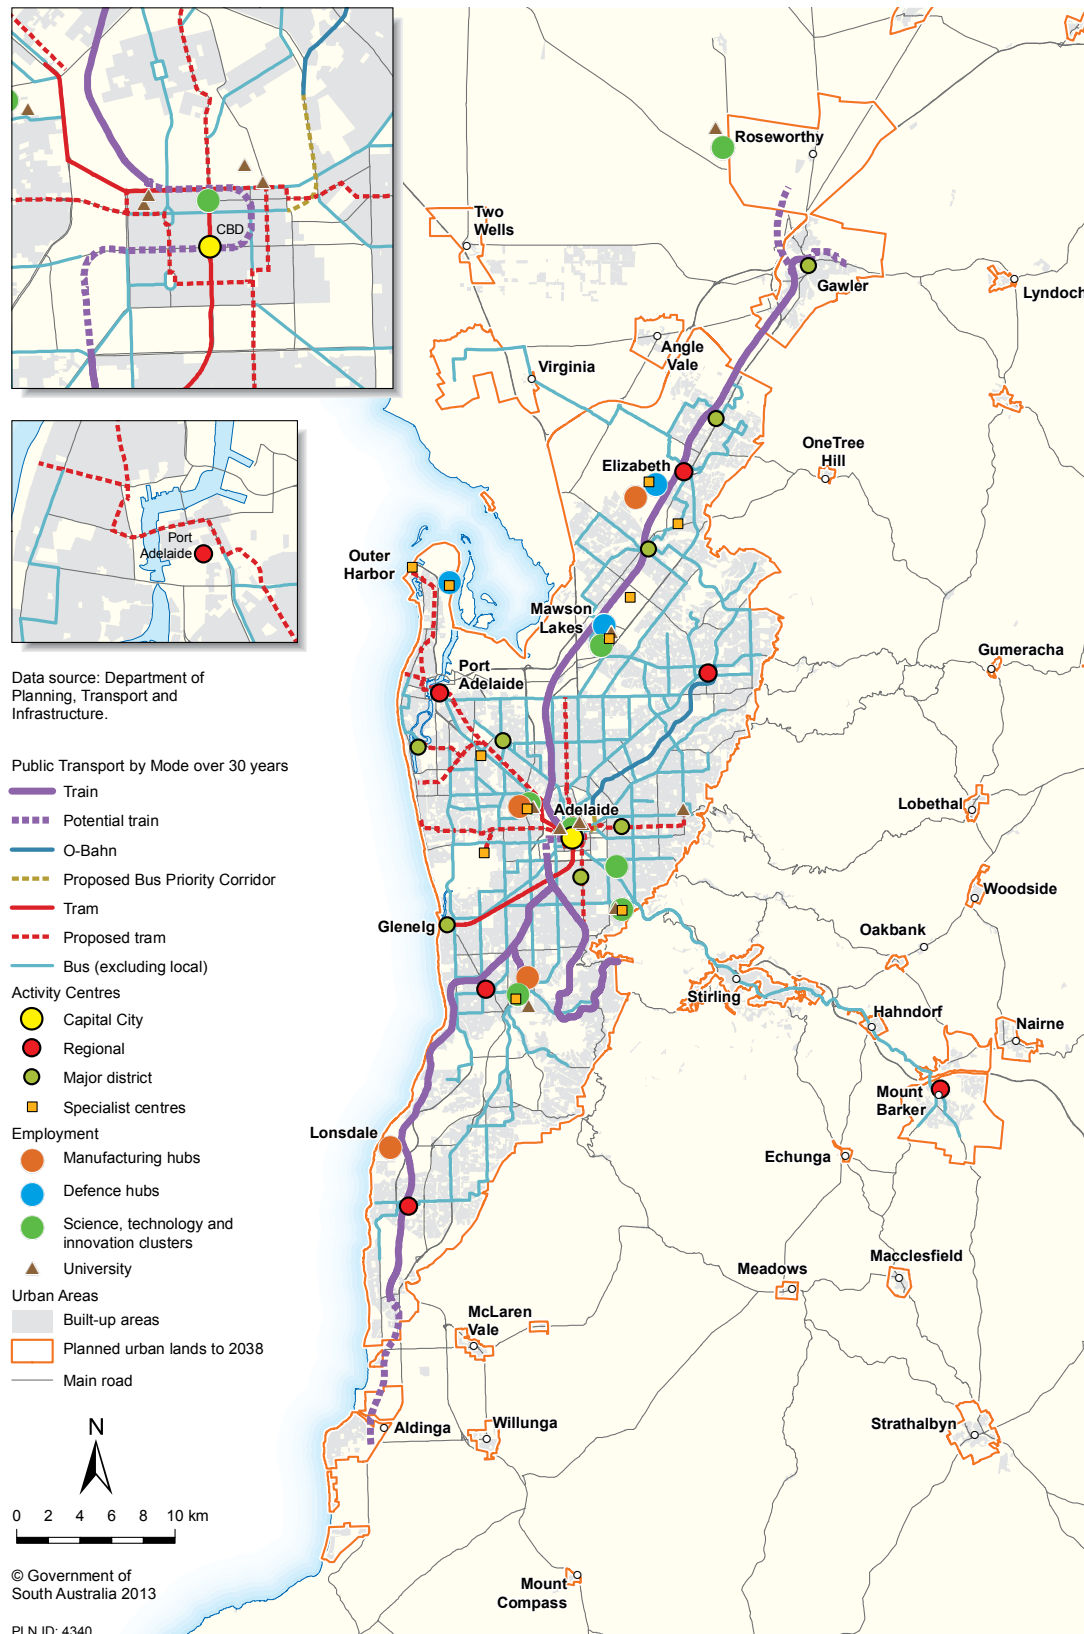 CBD
Port
Adelaide
Data source: Department of
Planning, Transport and
Infrastructure.
Public Transport by Mode over 30 years
Train
Potential train
O-Bahn
Proposed Bus Priority Corridor
Tram
Proposed tram
Bus (excluding local)
Activity Centres
Capital City
Regional
Major district
Specialist centres
Employment
Manufacturing hubs
Defence hubs
Science, technology and
innovation clusters
University
Urban Areas
Built-up areas
Planned urban lands to 2038
Main road
N
0 2 4 6 8 10 km
© Government of
South Australia 2013
PLN ID: 4340
Roseworthy
Two
Wells
Gawler
Lyndoch
Angle
Vale
Virginia
OneTree
Hill
Elizabeth
Outer
Harbor
Mawson
Lakes
Gumeracha
Port
Adelaide
Adelaide
Lobethal
Woodside
Glenelg
Oakbank
Stirling
Hahndorf
Nairne
Mount
Barker
Lonsdale
Echunga
Macclesfield
Meadows
McLaren
Vale
Aldinga
Willunga
Strathalbyn
Mount
Compass